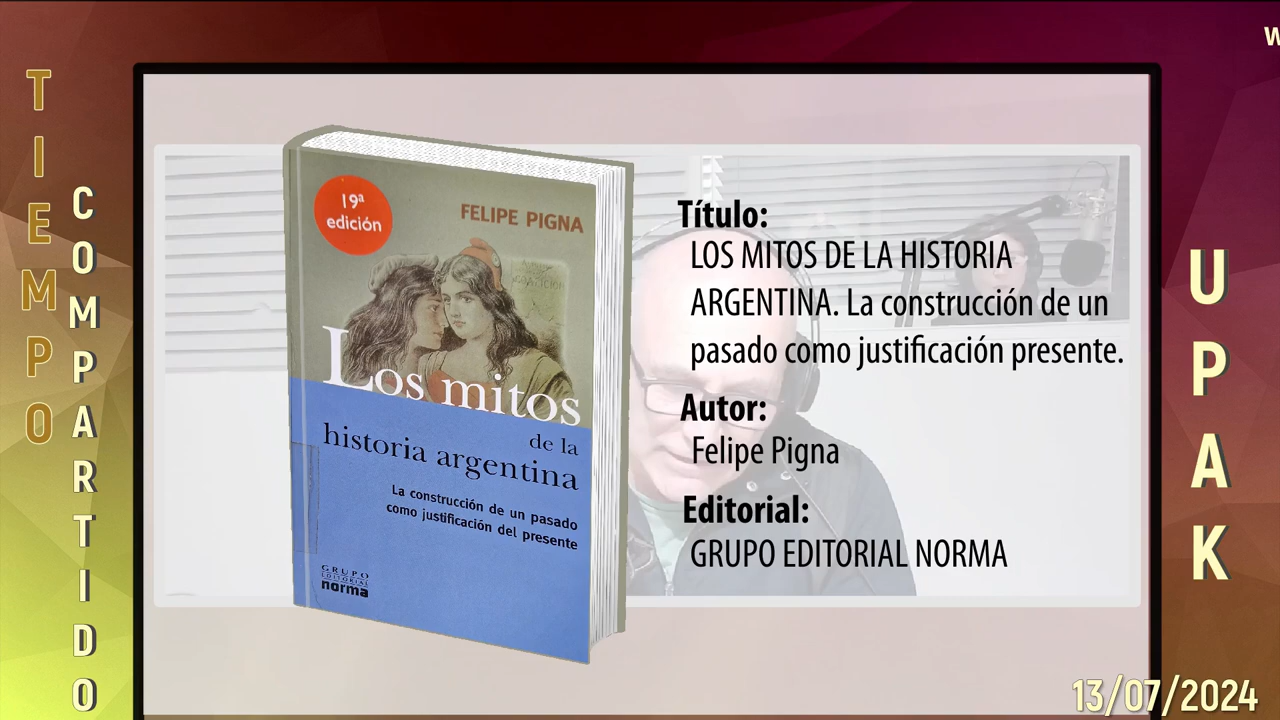 W
TIEMPO
COMPARTIDO
19ª
edición
FELIPE PIGNA
Los mitos
de la
historia argentina
La construcción de un pasado
como justificación del presente
GRUPO
EDITORIAL
norma
Título:
LOS MITOS DE LA HISTORIA
ARGENTINA. La construcción de un
pasado como justificación presente.
Autor:
Felipe Pigna
Editorial:
GRUPO EDITORIAL NORMA
UPAK
13/07/2024